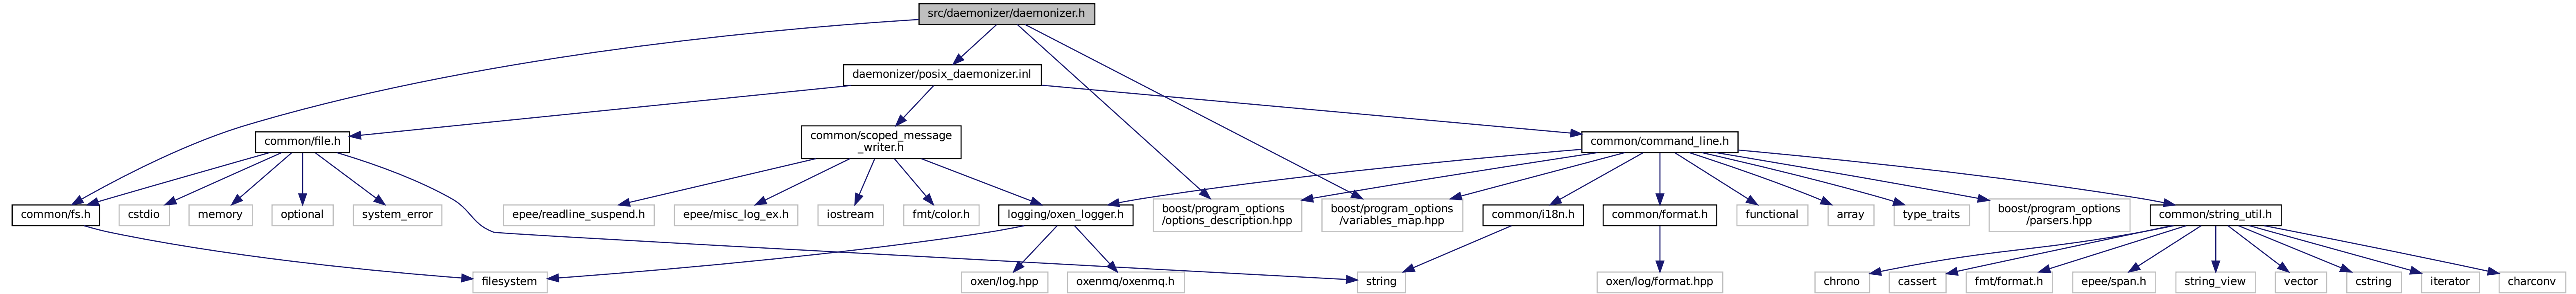 src/daemonizer/daemonizer.h
daemonizer/posix_daemonizer.inl
common/file.h
common/scoped_message
_writer.h
common/command_line.h
common/fs.h
cstdio
memory
optional
system_error
epee/readline_suspend.h
epee/misc_log_ex.h
iostream
fmt/color.h
logging/oxen_logger.h
boost/program_options
/options_description.hpp
boost/program_options
/variables_map.hpp
common/i18n.h
common/format.h
functional
array
type_traits
boost/program_options
/parsers.hpp
common/string_util.h
filesystem
oxen/log.hpp
oxenmq/oxenmq.h
string
oxen/log/format.hpp
chrono
cassert
fmt/format.h
epee/span.h
string_view
vector
cstring
iterator
charconv